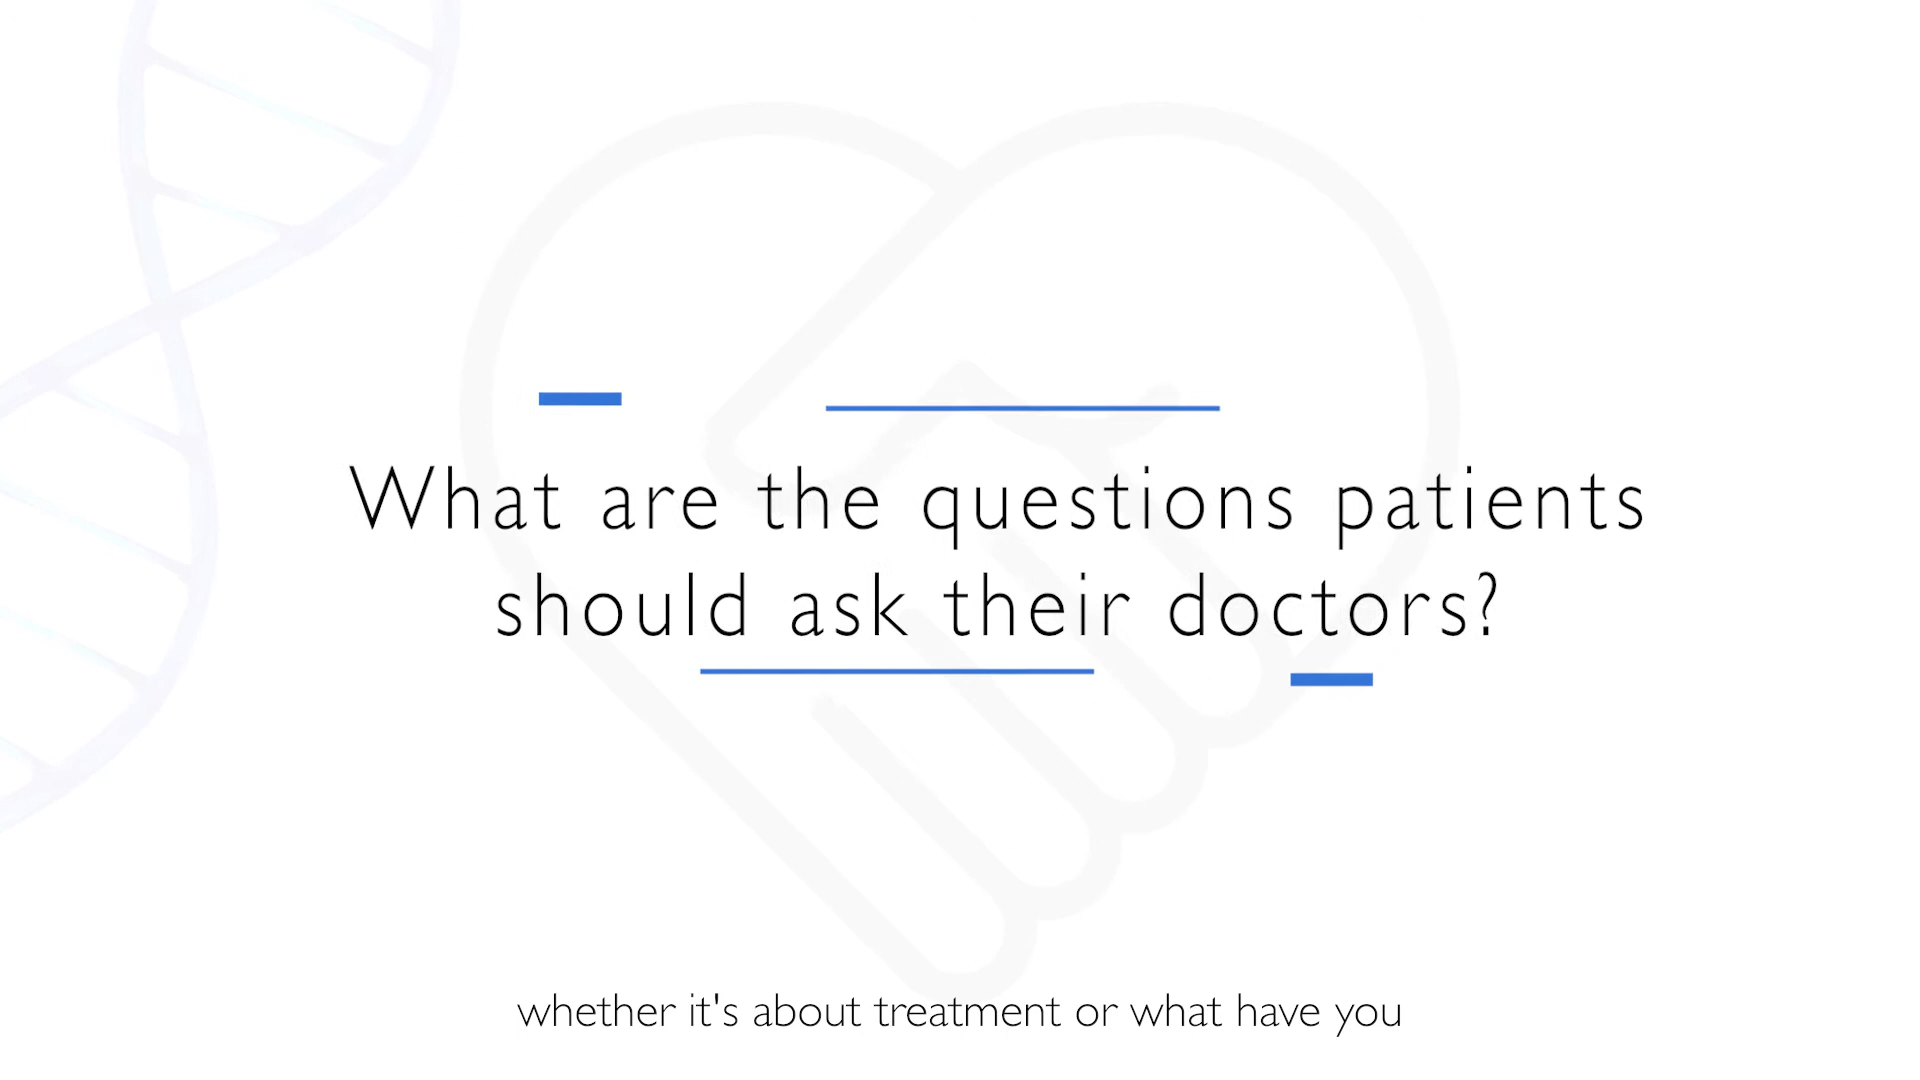 What are the questions patients
should ask their doctors?
whether it's about treatment or what have you